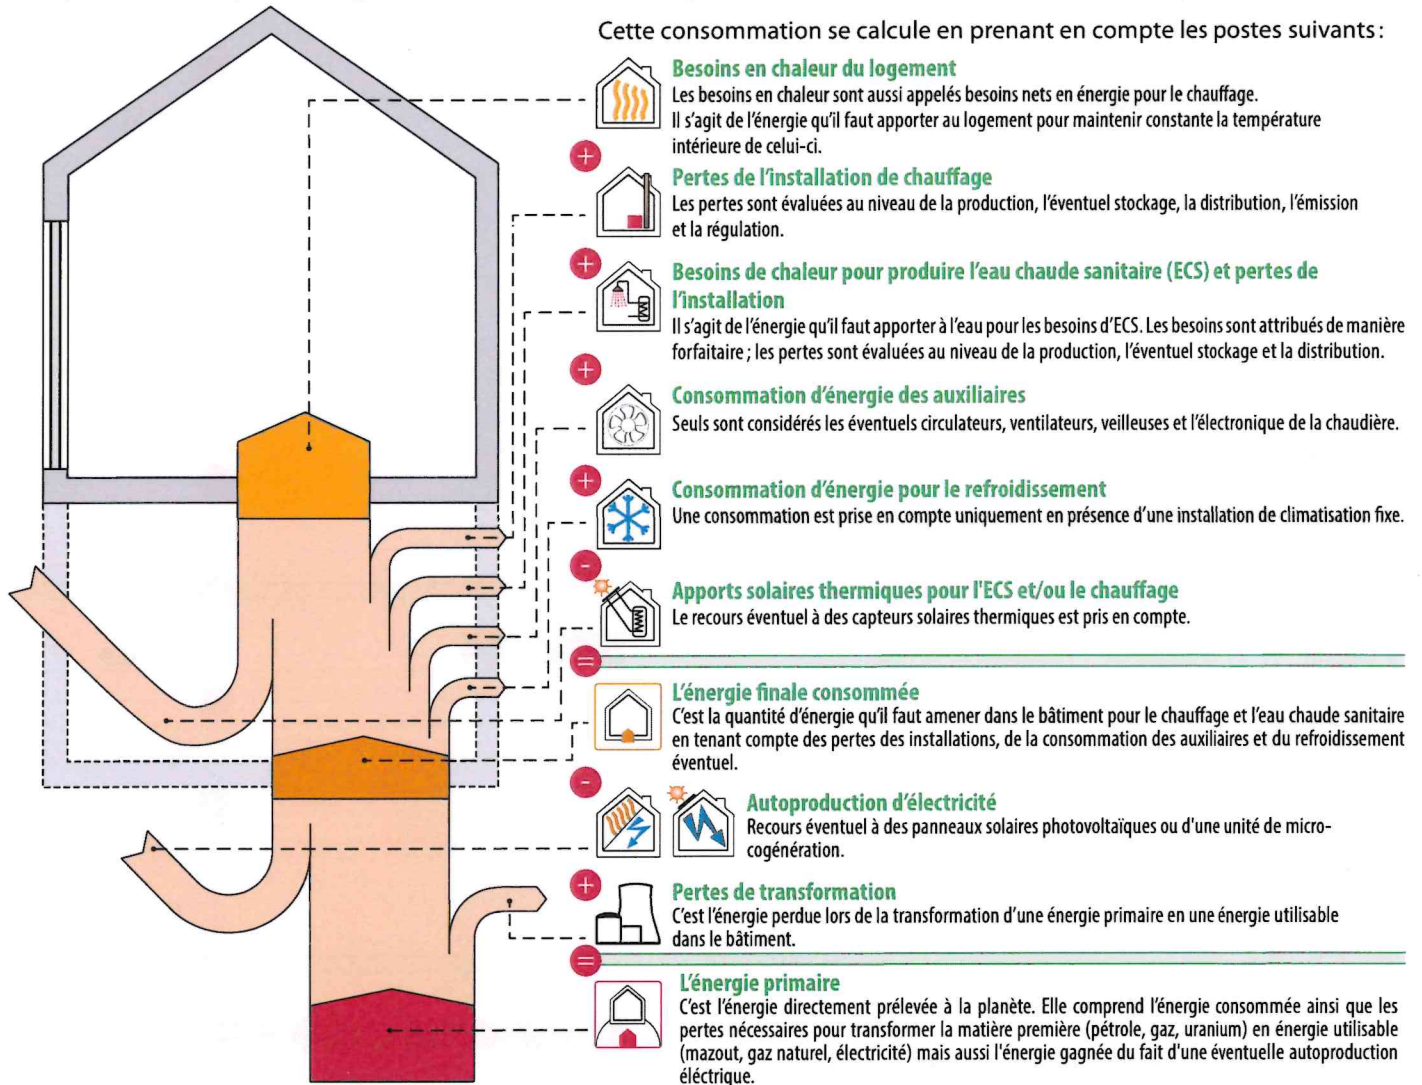 Cette consommation se calcule en prenant en compte les postes suivants :
Besoins en chaleur du logement
Les besoins en chaleur sont aussi appelés besoins nets en énergie pour le chauffage.
Il s'agit de l'énergie qu'il faut apporter au logement pour maintenir constante la température
intérieure de celui-ci.
+
Pertes de l'installation de chauffage
Les pertes sont évaluées au niveau de la production, l'éventuel stockage, la distribution, l'émission
et la régulation.
+
Besoins de chaleur pour produire l'eau chaude sanitaire (ECS) et pertes de
l'installation
Il s'agit de l'énergie qu'il faut apporter à l'eau pour les besoins d'ECS. Les besoins sont attribués de manière
forfaitaire ; les pertes sont évaluées au niveau de la production, l'éventuel stockage et la distribution.
+
Consommation d'énergie des auxiliaires
Seuls sont considérés les éventuels circulateurs, ventilateurs, veilleuses et l'électronique de la chaudière.
+
Consommation d'énergie pour le refroidissement
Une consommation est prise en compte uniquement en présence d'une installation de climatisation fixe.
-
Apports solaires thermiques pour l'ECS et/ou le chauffage
Le recours éventuel à des capteurs solaires thermiques est pris en compte.
=
L'énergie finale consommée
C'est la quantité d'énergie qu'il faut amener dans le bâtiment pour le chauffage et l'eau chaude sanitaire
en tenant compte des pertes des installations, de la consommation des auxiliaires et du refroidissement
éventuel.
-
Autoproduction d'électricité
Recours éventuel à des panneaux solaires photovoltaïques ou d'une unité de micro-
cogénération.
+
Pertes de transformation
C'est l'énergie perdue lors de la transformation d'une énergie primaire en une énergie utilisable
dans le bâtiment.
=
L'énergie primaire
C'est l'énergie directement prélevée à la planète. Elle comprend l'énergie consommée ainsi que les
pertes nécessaires pour transformer la matière première (pétrole, gaz, uranium) en énergie utilisable
(mazout, gaz naturel, électricité) mais aussi l'énergie gagnée du fait d'une éventuelle autoproduction
éléctrique.